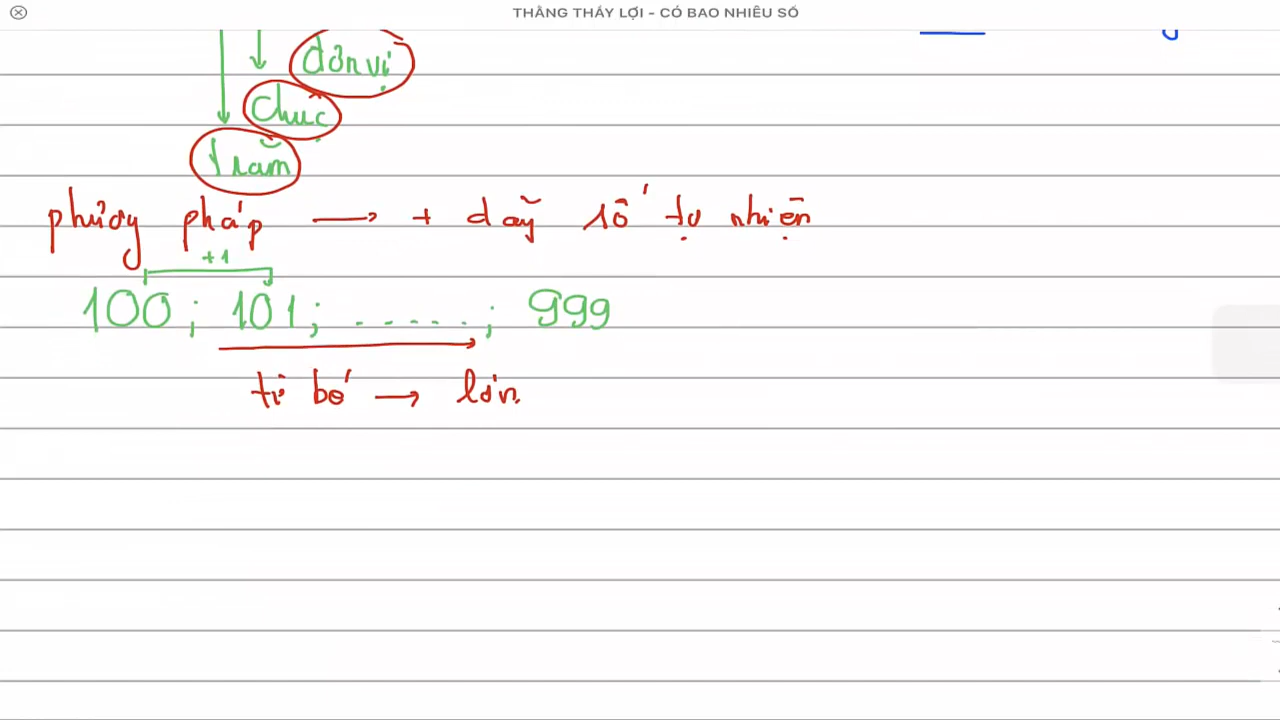 THẰNG THẦY LỢI - CÓ BAO NHIÊU SỐ
đơn vị
chục
trăm
phương pháp → + dãy số tự nhiên
+1
100; 101; .....; 999
từ bé → lớn.